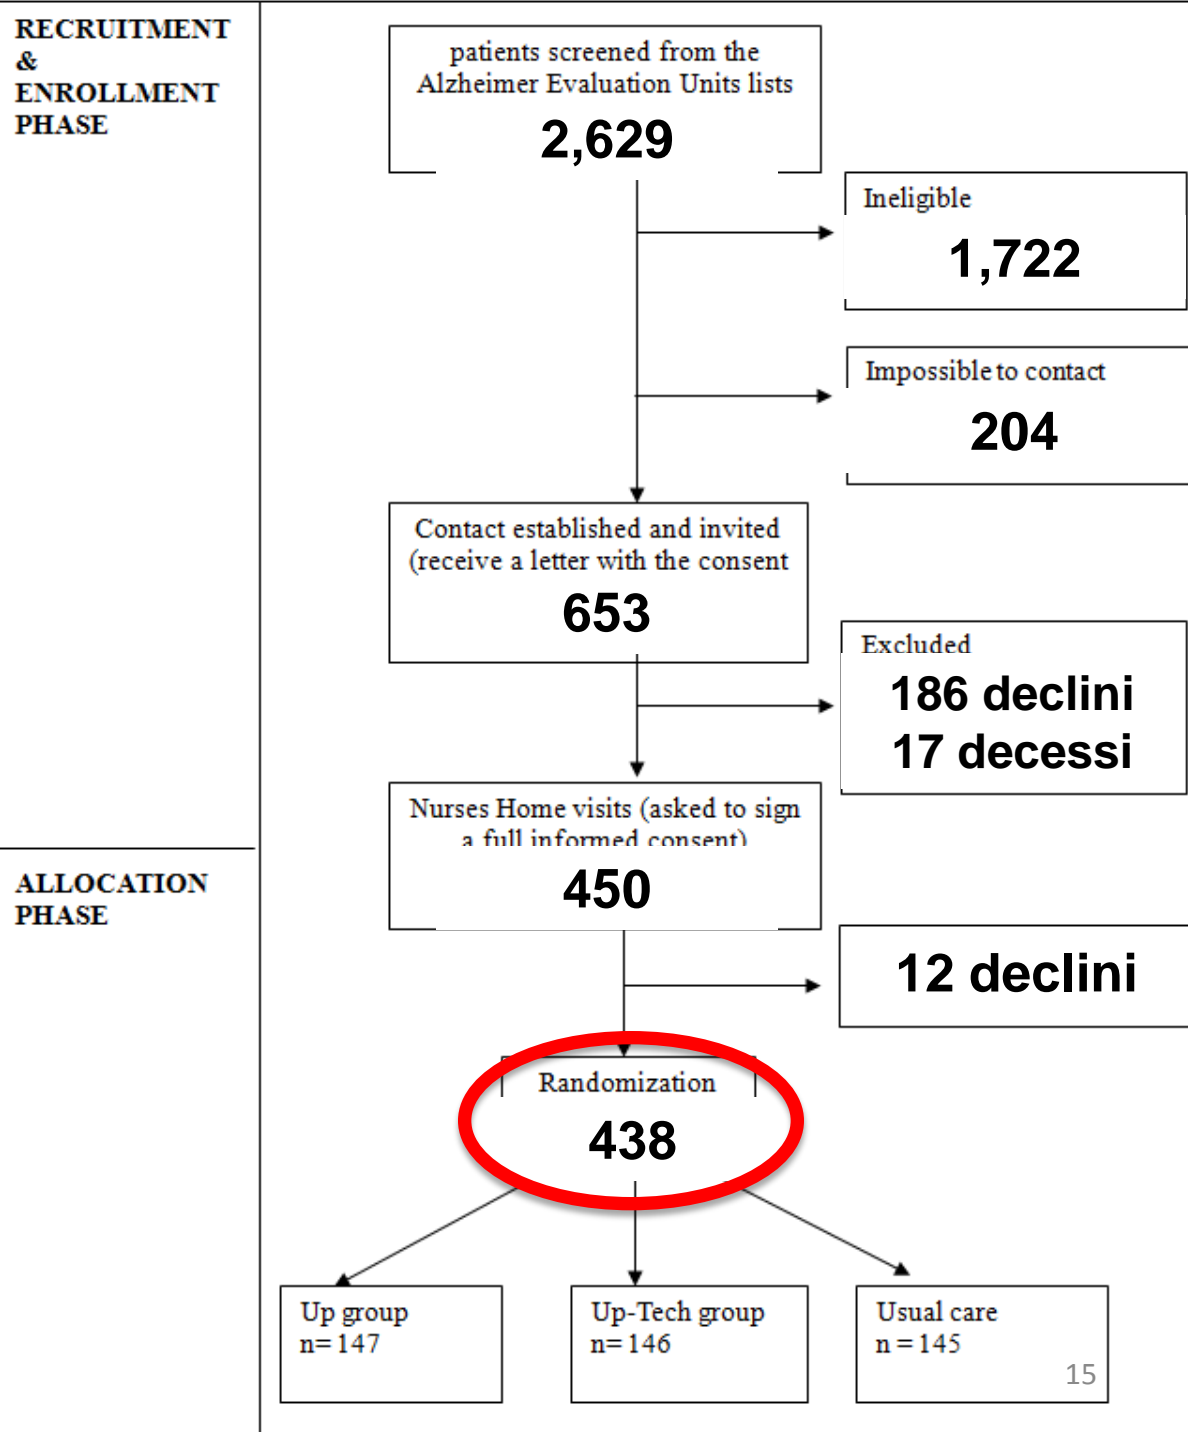 RECRUITMENT
&
ENROLLMENT
PHASE
patients screened from the
Alzheimer Evaluation Units lists
2,629
Ineligible
1,722
Impossible to contact
204
Contact established and invited
(receive a letter with the consent
653
Excluded
186 declini
17 decessi
Nurses Home visits (asked to sign
a full informed consent)
450
ALLOCATION
PHASE
12 declini
Randomization
438
Up group
n= 147
Up-Tech group
n= 146
Usual care
n = 145
15